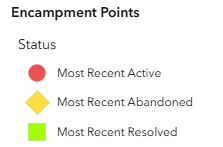 Encampment Points
Status
Most Recent Active
Most Recent Abandoned
Most Recent Resolved